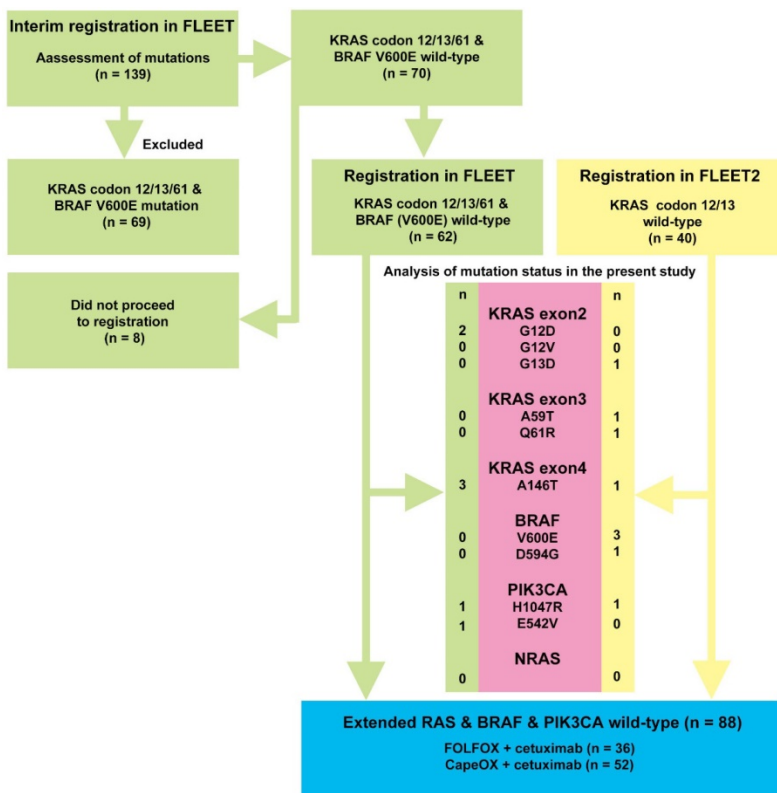 Interim registration in FLEET
Aassessment of mutations
(n = 139)
KRAS codon 12/13/61 &
BRAF V600E wild-type
(n = 70)
Excluded
KRAS codon 12/13/61 &
BRAF V600E mutation
(n = 69)
Registration in FLEET
KRAS codon 12/13/61 &
BRAF (V600E) wild-type
(n = 62)
Registration in FLEET2
KRAS codon 12/13
wild-type
(n = 40)
Did not proceed
to registration
(n = 8)
Analysis of mutation status in the present study
n n
KRAS exon2
2 G12D 0
0 G12V 0
0 G13D 1
KRAS exon3
0 A59T 1
0 Q61R 1
KRAS exon4
3 A146T 1
BRAF
0 V600E 3
0 D594G 1
PIK3CA
1 H1047R 1
1 E542V 0
NRAS
0 0
Extended RAS & BRAF & PIK3CA wild-type (n = 88)
FOLFOX + cetuximab (n = 36)
CapeOX + cetuximab (n = 52)